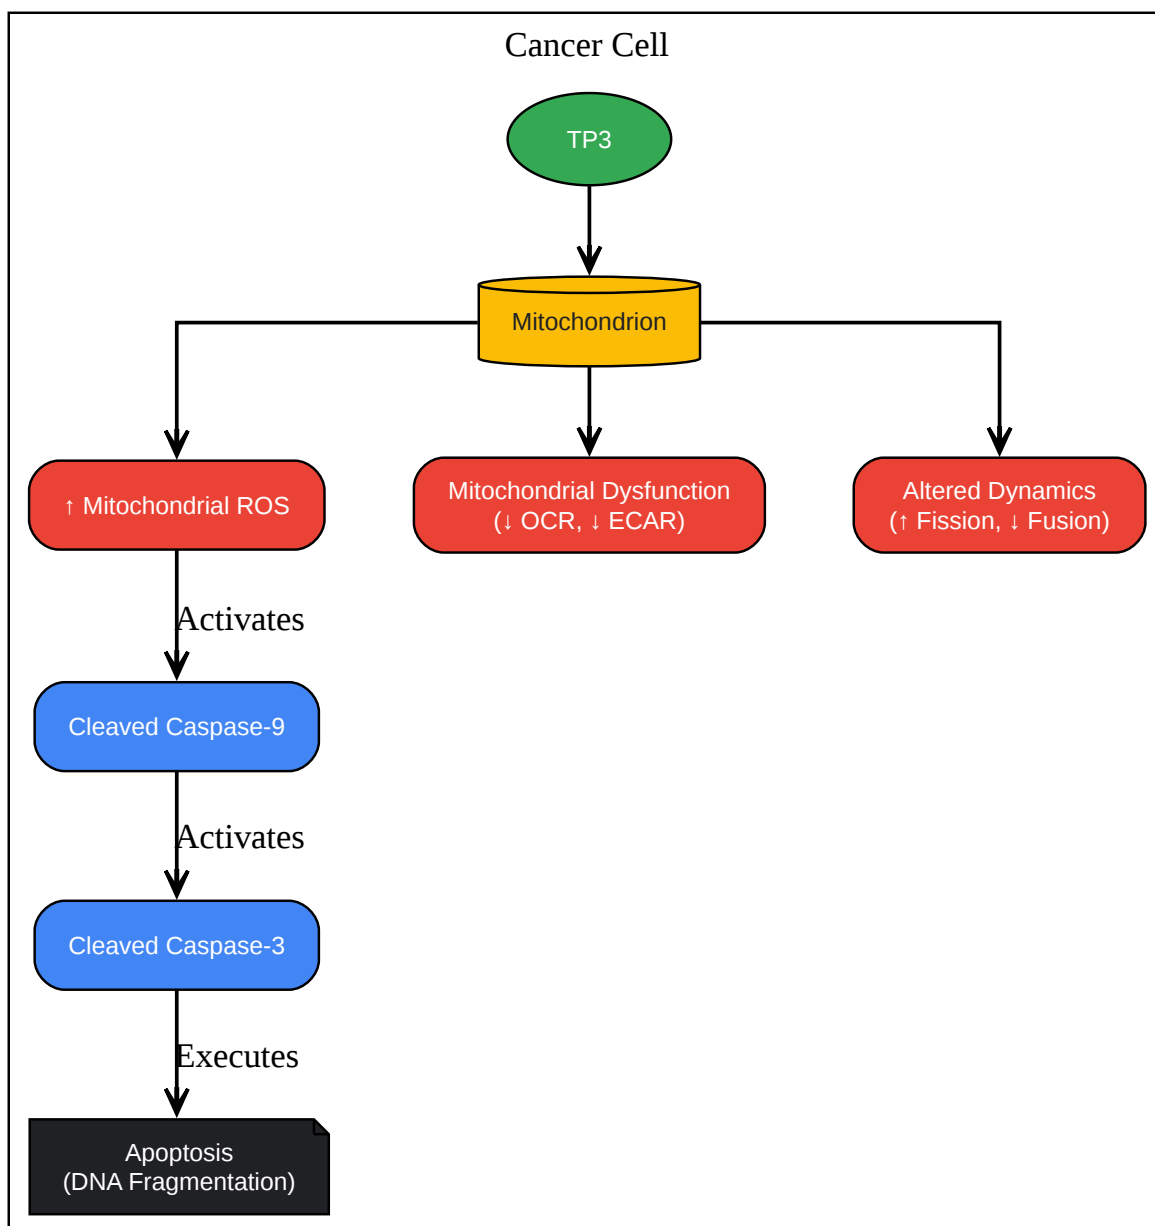 Cancer Cell
TP3
Mitochondrion
↑ Mitochondrial ROS
Mitochondrial Dysfunction
(↓ OCR, ↓ ECAR)
Altered Dynamics
(↑ Fission, ↓ Fusion)
Activates
Cleaved Caspase-9
Activates
Cleaved Caspase-3
Executes
Apoptosis
(DNA Fragmentation)